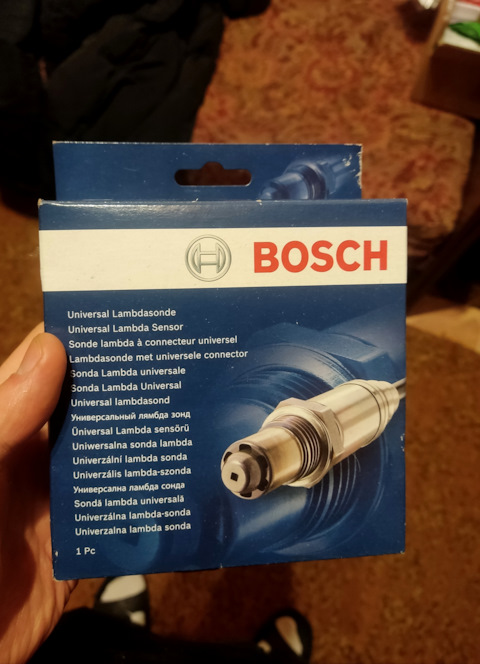 BOSCH
Universal Lambdasonde
Universal Lambda Sensor
Sonde lambda à connecteur universel
Lambdasonde met universele connector
Sonda Lambda universale
Sonda Lambda Universal
Universal lambdasond
Универсальный лямбда зонд
Üniversal Lambda sensörü
Uniwersalna sonda lambda
Univerzální lambda sonda
Univerzális lambda-szonda
Универсална ламбда сонда
Sondă lambda universală
Univerzálna lambda-sonda
Univerzalna lambda sonda
1 Pc